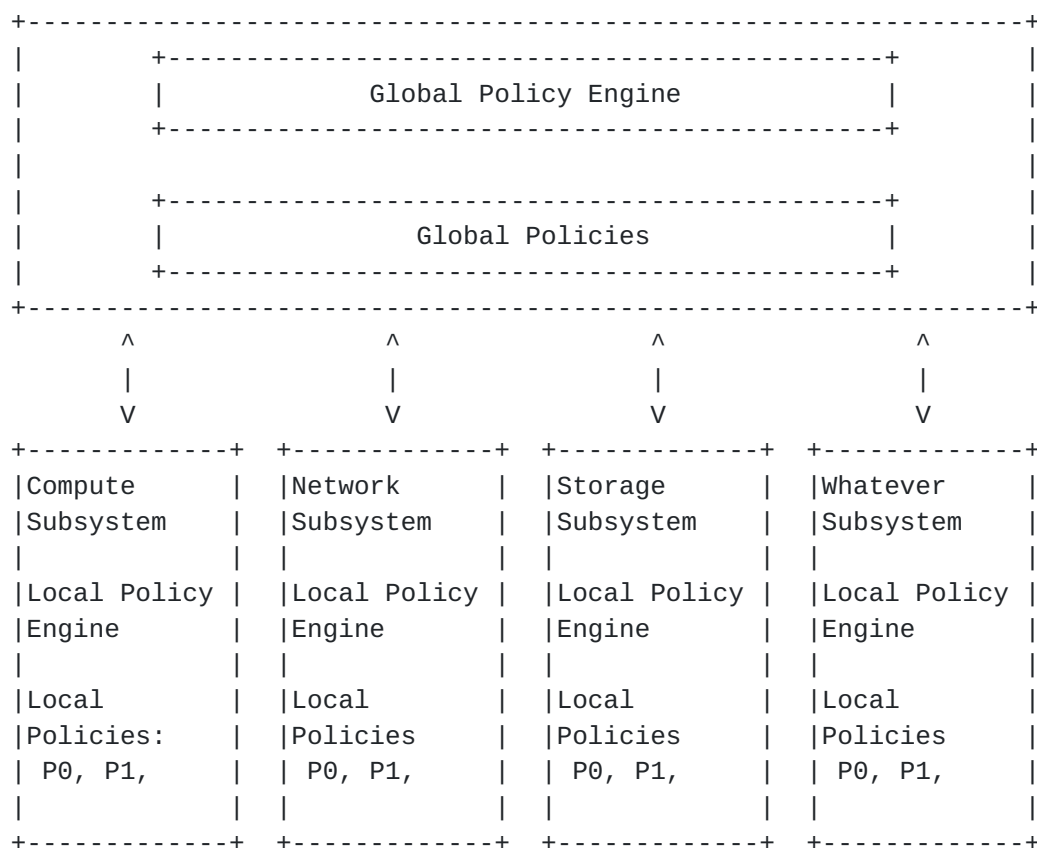 Global Policy Engine
Global Policies
Compute
Subsystem
Local Policy
Engine
Local
Policies:
P0, P1,
Network
Subsystem
Local Policy
Engine
Local
Policies
P0, P1,
Storage
Subsystem
Local Policy
Engine
Local
Policies
P0, P1,
Whatever
Subsystem
Local Policy
Engine
Local
Policies
P0, P1,